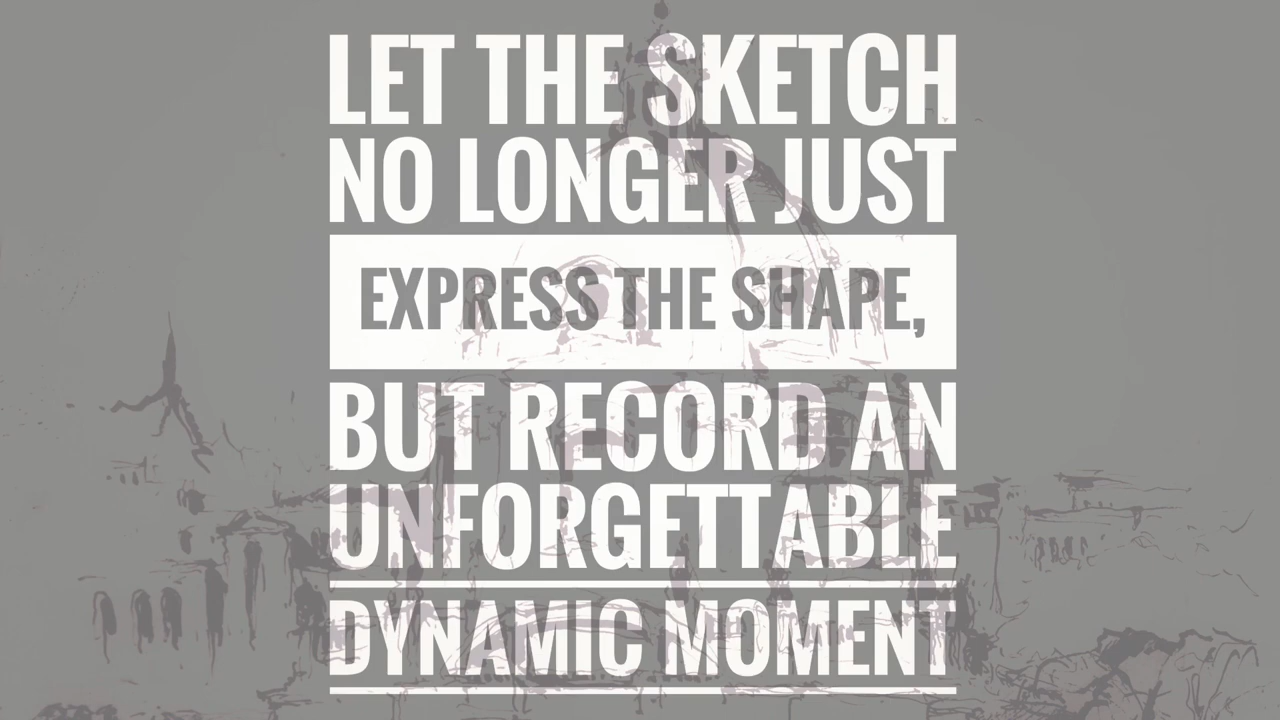 LET THE SKETCH
NO LONGER JUST
EXPRESS THE SHAPE,
BUT RECORD AN
UNFORGETTABLE
DYNAMIC MOMENT